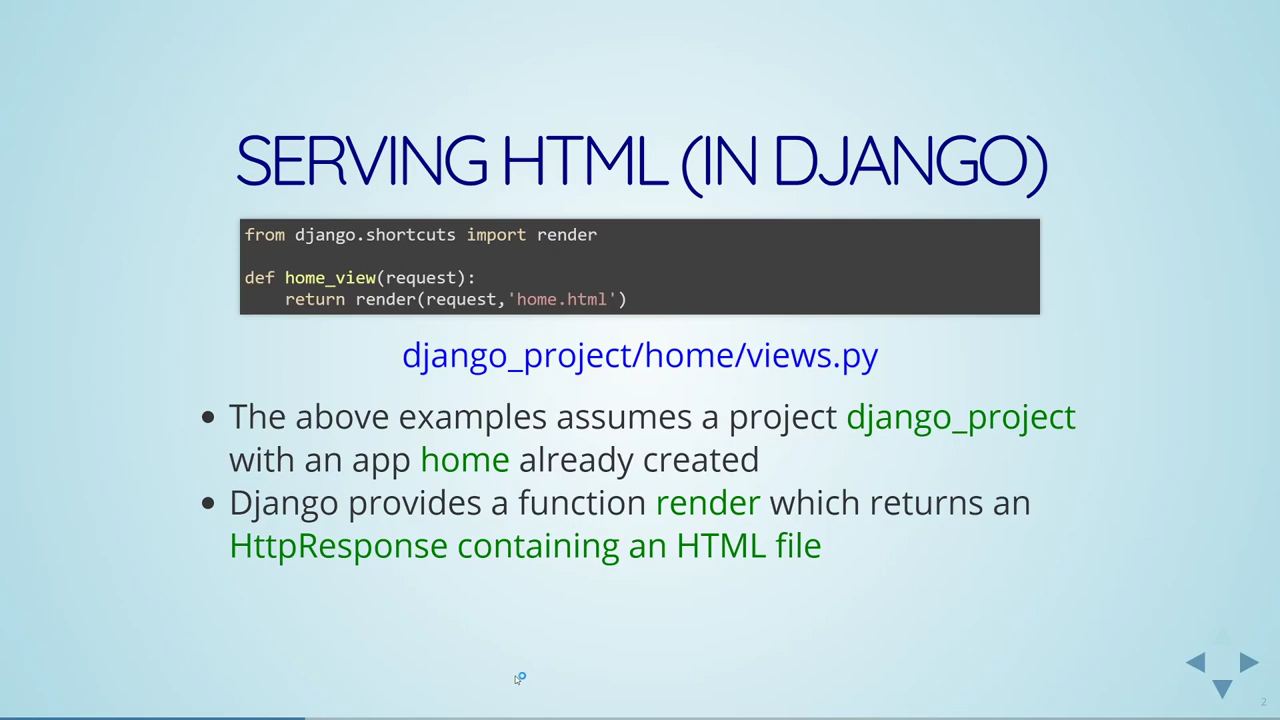 SERVING HTML (IN DJANGO)
from django.shortcuts import render
def home_view(request):
    return render(request,'home.html')
django_project/home/views.py
• The above examples assumes a project django_project
with an app home already created
• Django provides a function render which returns an
HttpResponse containing an HTML file
2